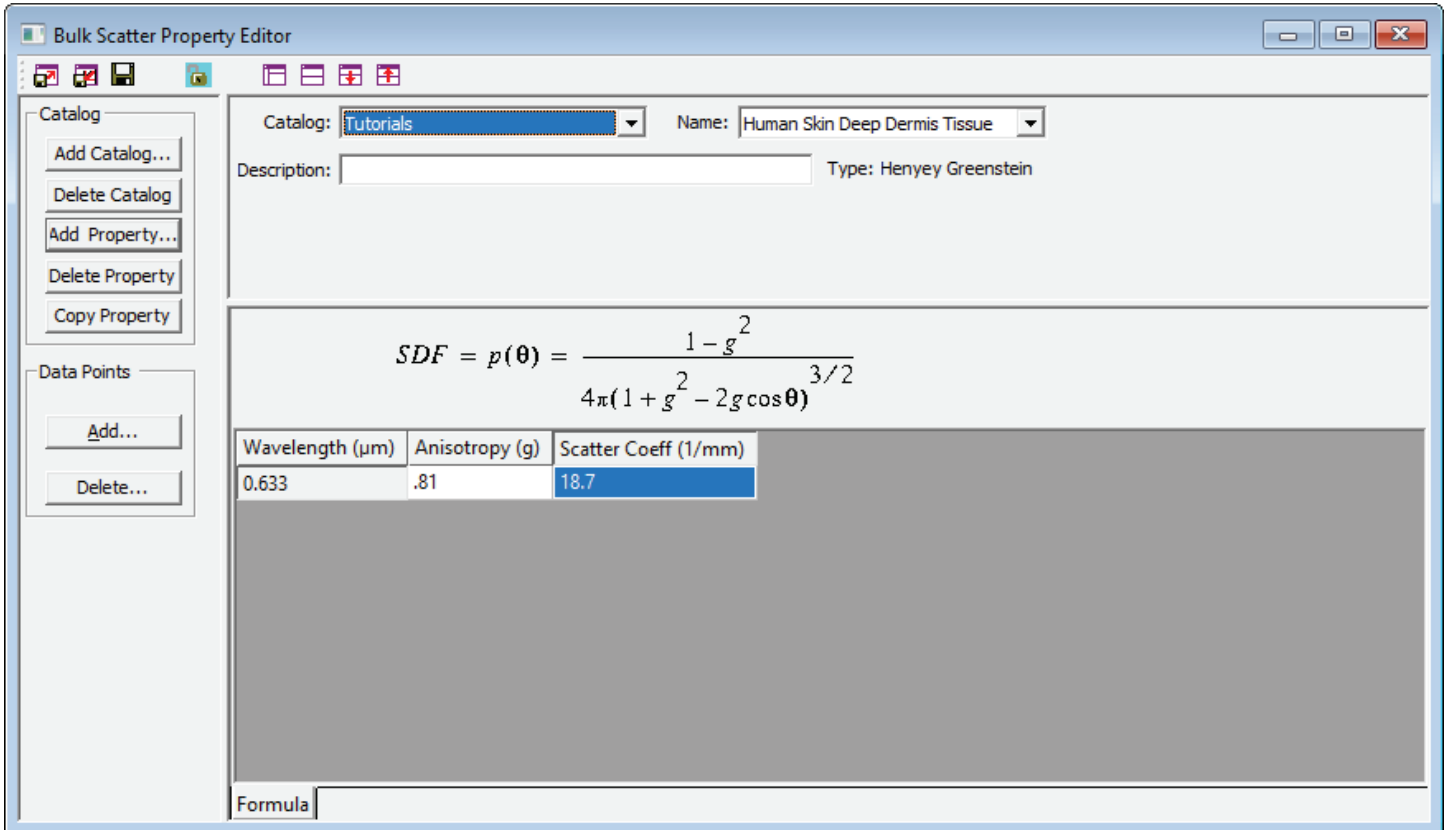 Bulk Scatter Property Editor
Catalog
Add Catalog...
Delete Catalog
Add Property...
Delete Property
Copy Property
Data Points
Add...
Delete...
Catalog: Tutorials Name: Human Skin Deep Dermis Tissue
Description: Type: Henyey Greenstein
SDF = p(θ) = (1 – g^2) / (4π(1 + g^2 – 2g cosθ)^3/2)
Wavelength (μm) Anisotropy (g) Scatter Coeff (1/mm)
0.633 .81 18.7
Formula